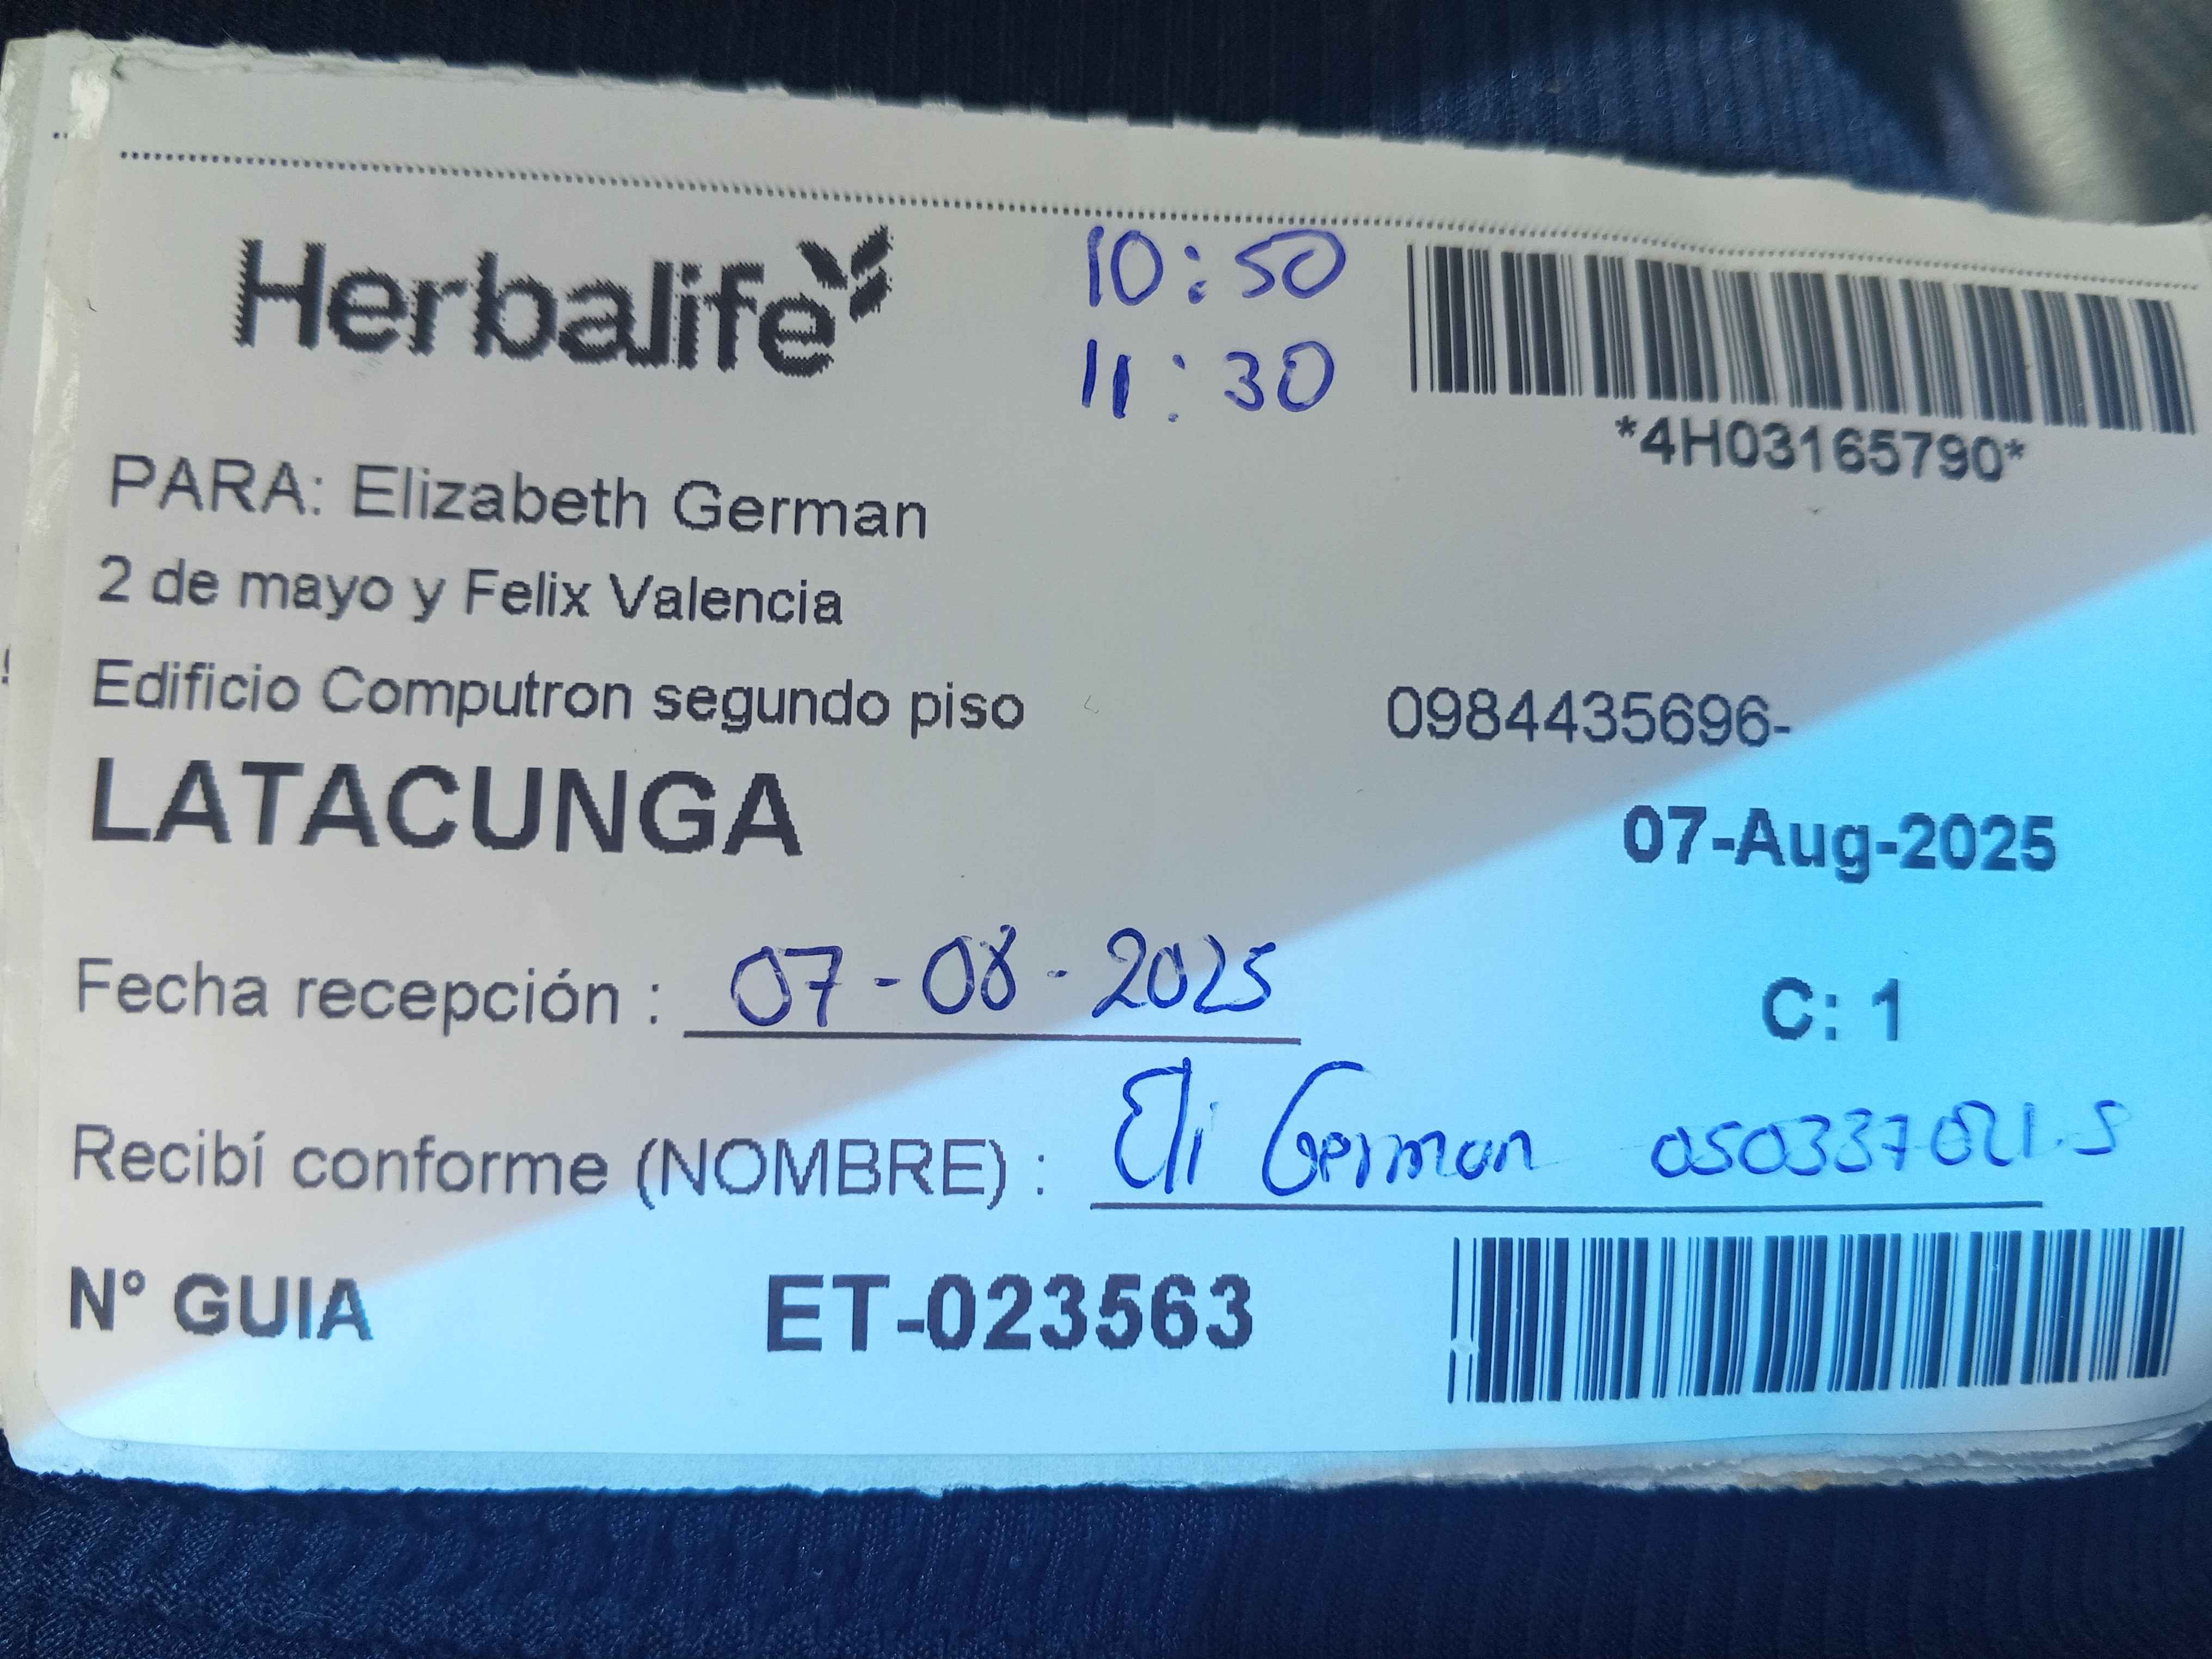 Herbalife
10:50
11:30
*4H03165790*
PARA: Elizabeth German
2 de mayo y Felix Valencia
Edificio Computron segundo piso 0984435696-
LATACUNGA
07-Aug-2025
Fecha recepción : 07-08-2025
C: 1
Recibí conforme (NOMBRE) : Eli German
N° GUIA ET-023563